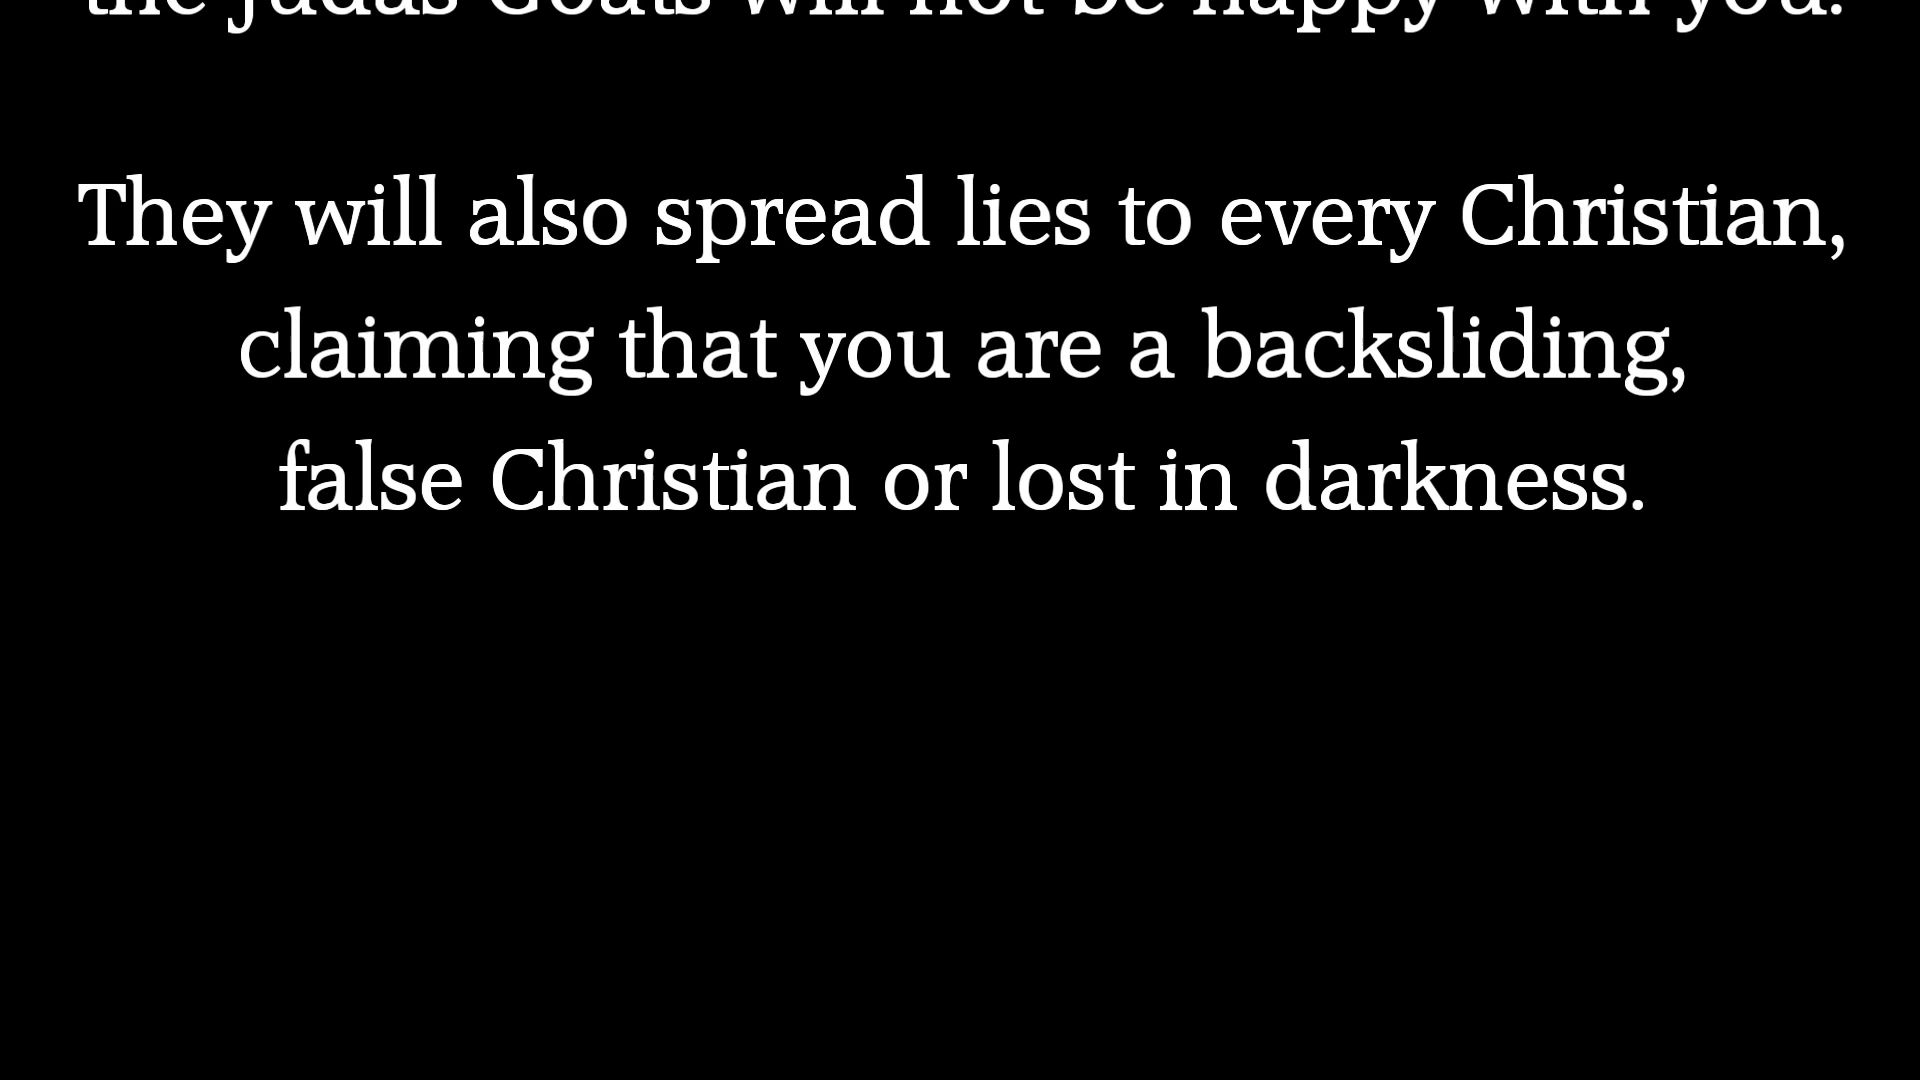 the Judas Goats will not be happy with you.
They will also spread lies to every Christian,
claiming that you are a backsliding,
false Christian or lost in darkness.